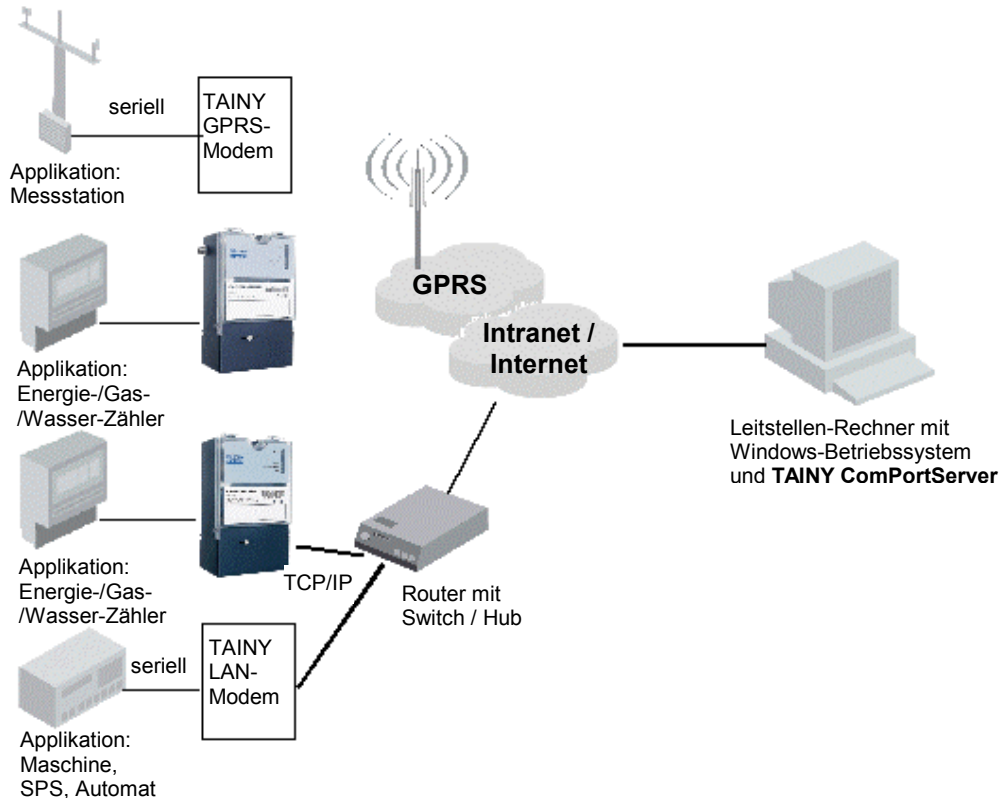 seriell
TAINY
GPRS-
Modem
Applikation:
Messstation
GPRS
Intranet /
Internet
Applikation:
Energie-/Gas-
/Wasser-Zähler
Leitstellen-Rechner mit
Windows-Betriebssystem
und TAINY ComPortServer
Applikation:
Energie-/Gas-
/Wasser-Zähler
TCP/IP
Router mit
Switch / Hub
seriell
TAINY
LAN-
Modem
Applikation:
Maschine,
SPS, Automat